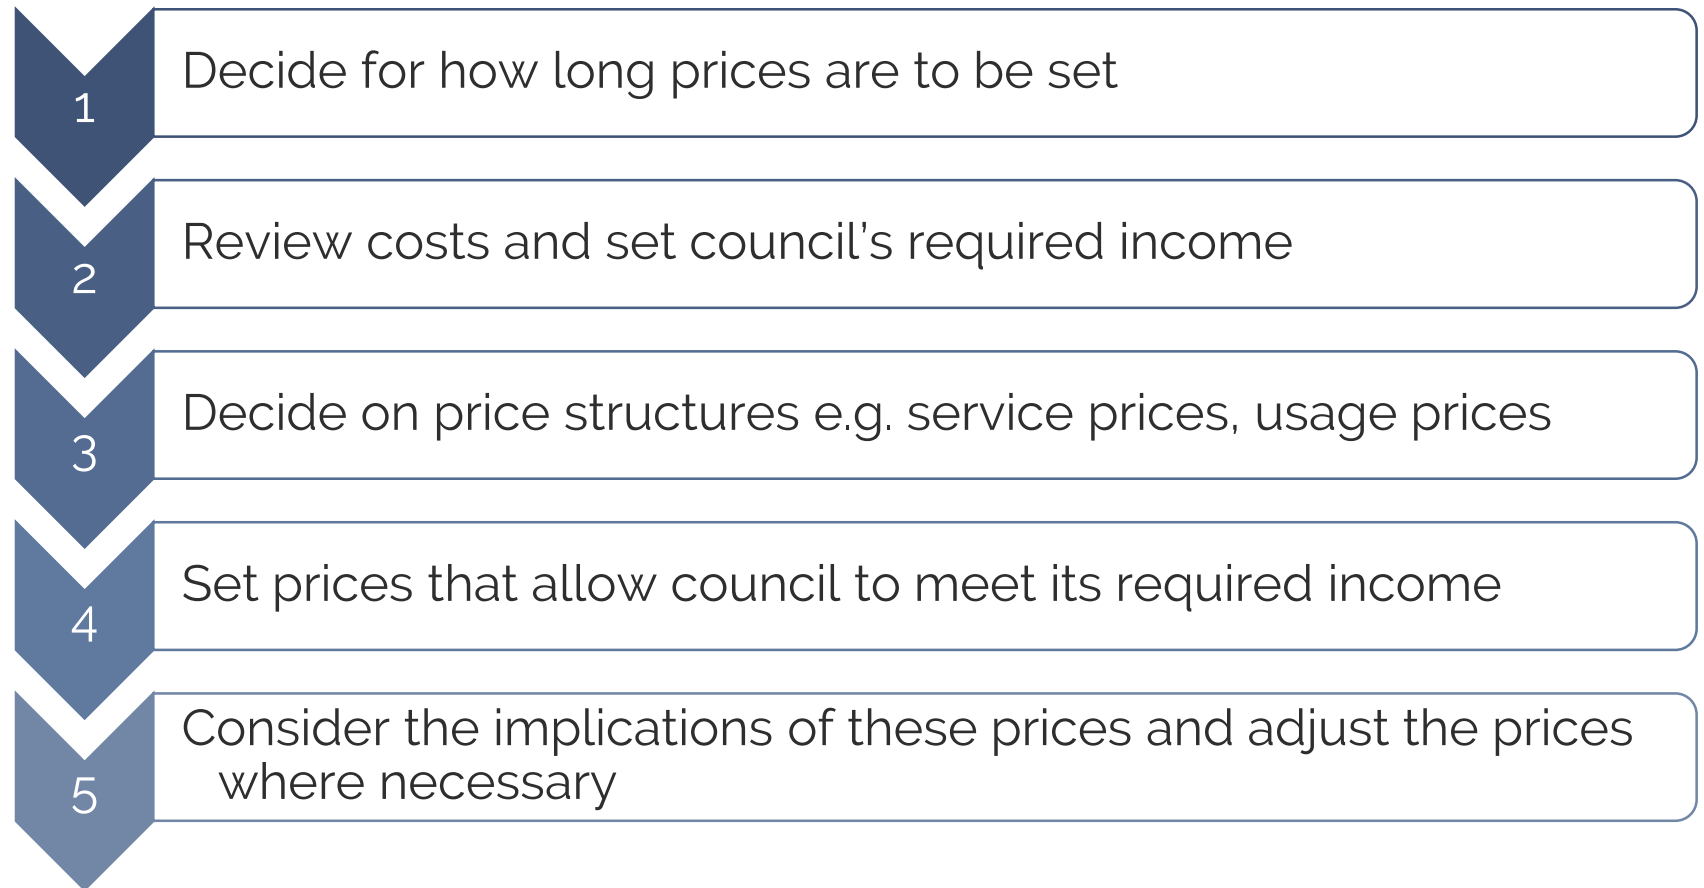 1
Decide for how long prices are to be set
2
Review costs and set council’s required income
3
Decide on price structures e.g. service prices, usage prices
4
Set prices that allow council to meet its required income
5
Consider the implications of these prices and adjust the prices
where necessary